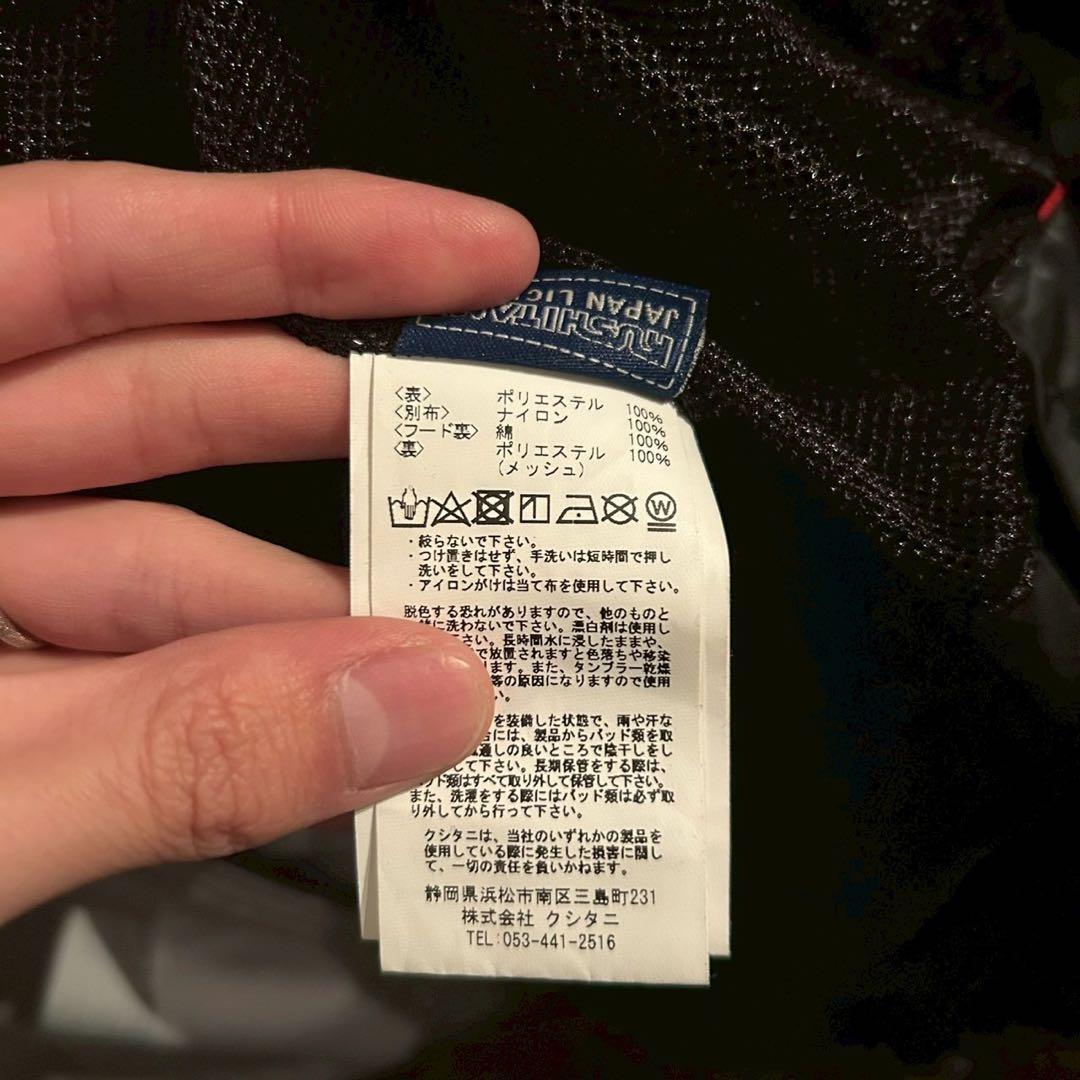 JAPAN LIC
KUSHITA
〈表〉 ポリエステル 100%
〈別布〉 ナイロン 100%
〈フード裏〉 綿 100%
〈裏〉 ポリエステル 100%
(メッシュ)
W
・絞らないで下さい。
・つけ置きはせず、手洗いは短時間で押し
洗いをして下さい。
・アイロンがけは当て布を使用して下さい。
脱色する恐れがありますので、他のものと
緒に洗わないで下さい。漂白剤は使用し
さい。長時間水に浸したままや、
で放置されますと色落ちや移染
ます。また、タンブラー乾燥
等の原因になりますので使用
い。
を装備した状態で、雨や汗な
合には、製品からパッド類を取
通しの良いところで陰干しをし
して下さい。長期保管をする際は、
ッド類はすべて取り外して保管して下さい。
また、洗濯をする際にはパッド類は必ず取
り外してから行って下さい。
クシタニは、当社のいずれかの製品を
使用している際に発生した損害に関し
て、一切の責任を負いかねます。
静岡県浜松市南区三島町231
株式会社 クシタニ
TEL:053-441-2516